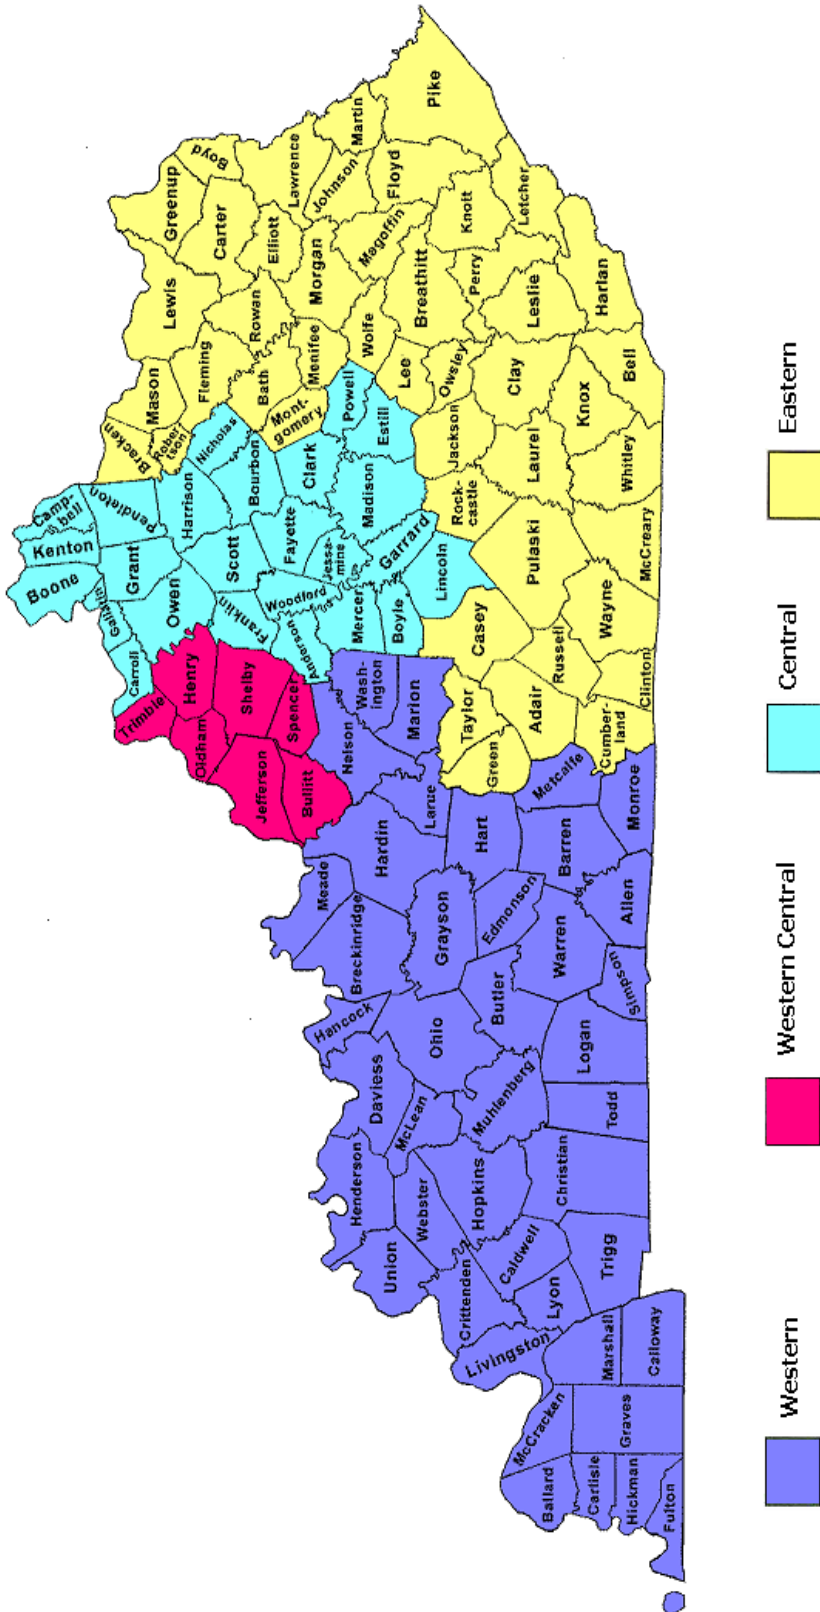 Boone
Kenton
Camp-
bell
Gallatin
Carroll
Grant
Pendleton
Bracken
Mason
Lewis
Greenup
Boyd
Trimble
Owen
Harrison
Rober-
tson
Fleming
Carter
Oldham
Henry
Nicholas
Rowan
Elliott
Lawrence
Jefferson
Shelby
Franklin
Scott
Bourbon
Bath
Morgan
Johnson
Martin
Bullitt
Spencer
Anderson
Woodford
Fayette
Clark
Mont-
gomery
Menifee
Magoffin
Floyd
Pike
Meade
Nelson
Wash-
ington
Mercer
Jessa-
mine
Madison
Powell
Estill
Wolfe
Breathitt
Knott
Hancock
Breckinridge
Hardin
Larue
Marion
Boyle
Garrard
Lincoln
Rock-
castle
Jackson
Lee
Owsley
Perry
Letcher
Henderson
Daviess
Ohio
Grayson
Hart
Green
Taylor
Casey
Pulaski
Laurel
Clay
Leslie
Harlan
Union
Webster
McLean
Muhlenberg
Butler
Edmonson
Barren
Metcalfe
Adair
Russell
Wayne
McCreary
Whitley
Knox
Bell
Crittenden
Hopkins
Livingston
Caldwell
Lyon
Christian
Todd
Logan
Warren
Simpson
Allen
Monroe
Cumber-
land
Clinton
Ballard
McCracken
Marshall
Trigg
Carlisle
Graves
Calloway
Hickman
Fulton
Western
Western Central
Central
Eastern